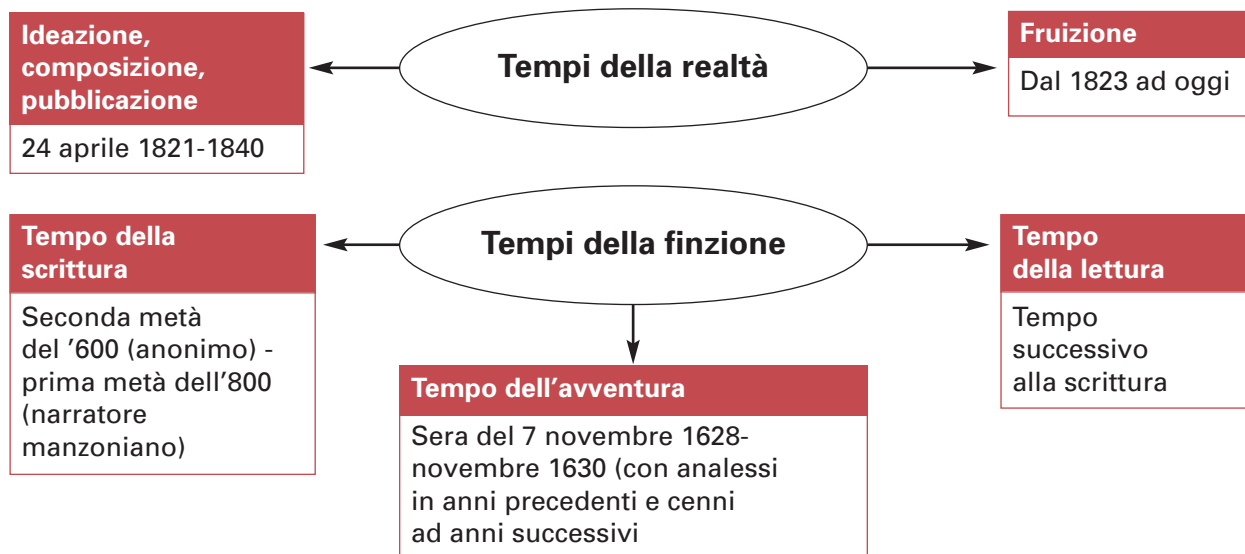 Ideazione,
composizione,
pubblicazione
24 aprile 1821-1840
Tempi della realtà
Fruizione
Dal 1823 ad oggi
Tempo della
scrittura
Seconda metà
del ’600 (anonimo) -
prima metà dell’800
(narratore
manzoniano)
Tempi della finzione
Tempo dell’avventura
Sera del 7 novembre 1628-
novembre 1630 (con analessi
in anni precedenti e cenni
ad anni successivi
Tempo
della lettura
Tempo
successivo
alla scrittura